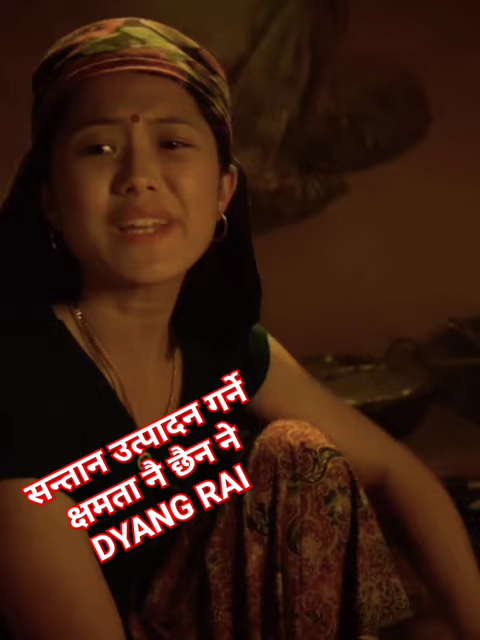 सन्तान उत्पादन गर्ने
क्षमता नै छैन ने
DYANG RAI